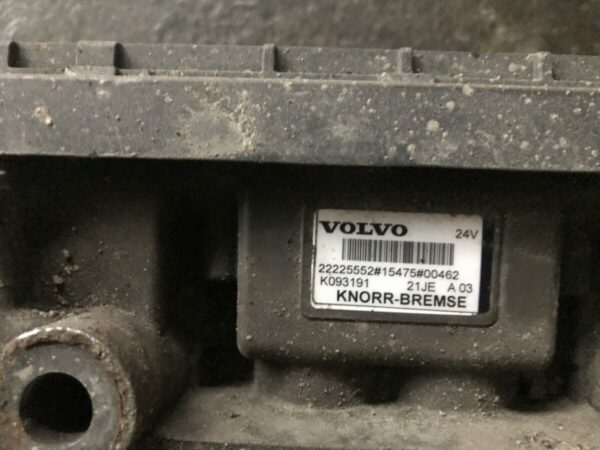 VOLVO 24V
22225552#15475#00462
K093191 21JE A 03
KNORR-BREMSE